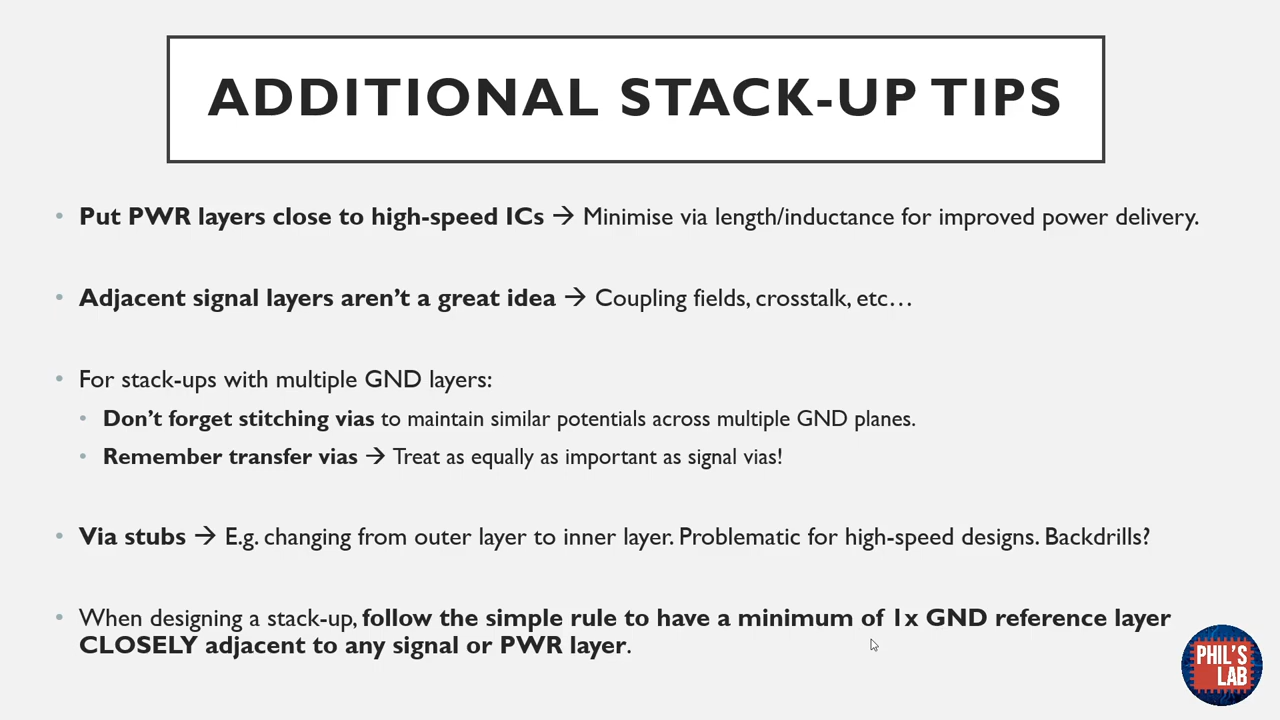 ADDITIONAL STACK-UP TIPS
• Put PWR layers close to high-speed ICs → Minimise via length/inductance for improved power delivery.
• Adjacent signal layers aren’t a great idea → Coupling fields, crosstalk, etc…
• For stack-ups with multiple GND layers:
• Don’t forget stitching vias to maintain similar potentials across multiple GND planes.
• Remember transfer vias → Treat as equally as important as signal vias!
• Via stubs → E.g. changing from outer layer to inner layer. Problematic for high-speed designs. Backdrills?
• When designing a stack-up, follow the simple rule to have a minimum of 1x GND reference layer
CLOSELY adjacent to any signal or PWR layer.
PHIL'S
LAB